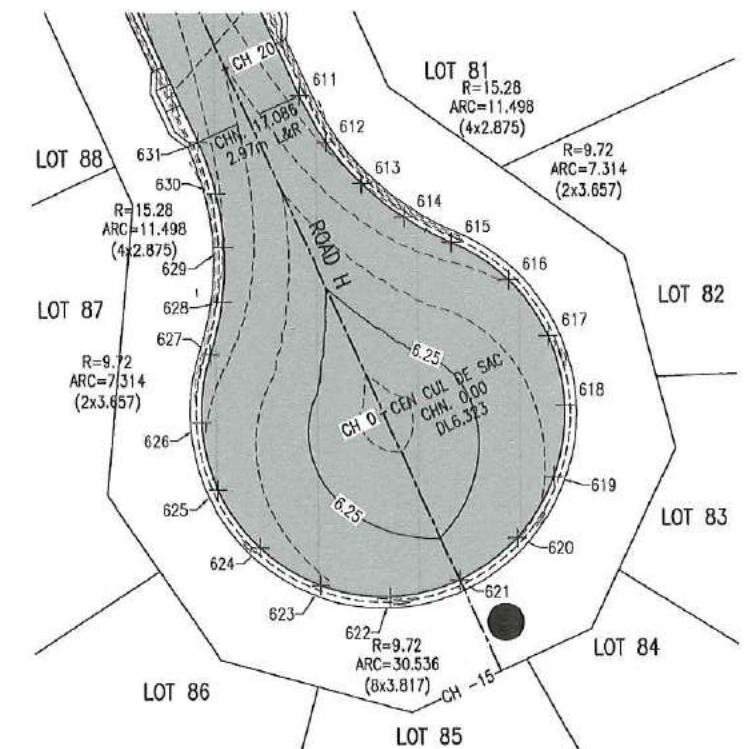 CH 20
LOT 81
R=15.28
ARC=11.498
(4x2.875)
611
CHN. 17.086
2.97m L&R
631
612
R=9.72
ARC=7.314
(2x3.657)
LOT 88
630
613
614
R=15.28
ARC=11.498
(4x2.875)
615
ROAD H
629
616
LOT 82
628
LOT 87
617
627
6.25
R=9.72
ARC=7.314
(2x3.657)
618
CH 0
CEN CUL DE SAC
CHN. 0.00
DL6.323
626
619
625
6.25
LOT 83
620
624
621
623
622
R=9.72
ARC=30.536
(8x3.817)
LOT 84
CH -15
LOT 86
LOT 85